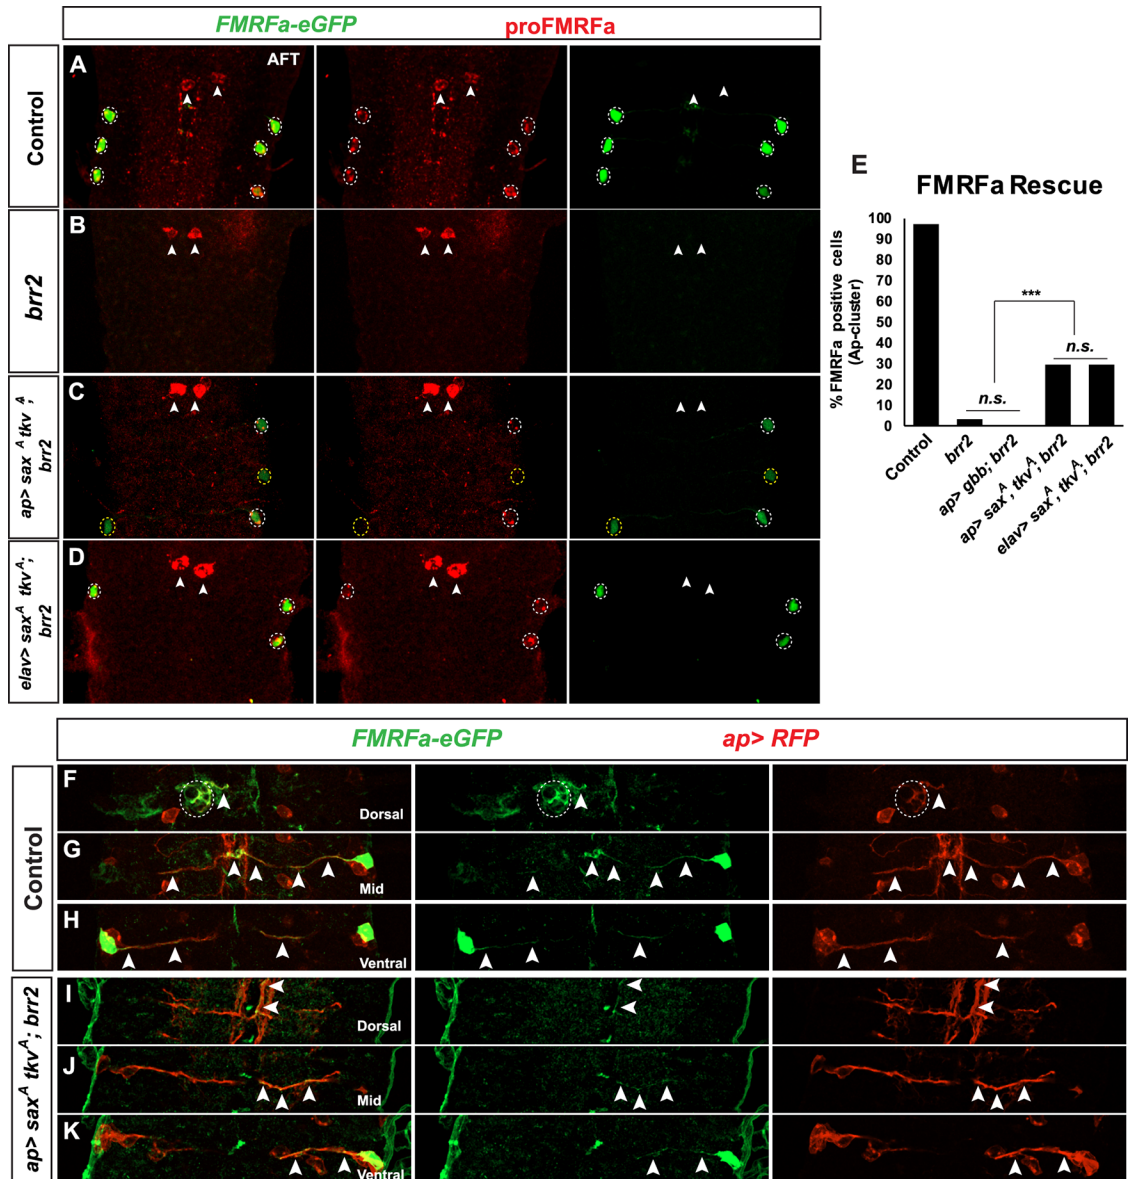 FMRFa-eGFP proFMRFa
Control
A
AFT
brr2
B
ap> sax^A tkv^A;
brr2
C
elav> sax^A tkv^A;
brr2
D
E
FMRFa Rescue
% FMRFa positive cells
(Ap-cluster)
100
90
80
70
60
50
40
30
20
10
0
***
n.s.
n.s.
Control
brr2
ap> gbb; brr2
ap> sax^A, tkv^A; brr2
elav> sax^A, tkv^A; brr2
FMRFa-eGFP ap> RFP
Control
F
Dorsal
G
Mid
H
Ventral
ap> sax^A tkv^A; brr2
I
Dorsal
J
Mid
K
Ventral